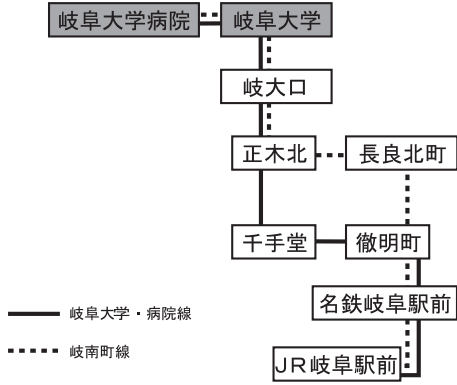 岐阜大学病院 岐阜大学
岐大口
正木北 長良北町
千手堂 徹明町
名鉄岐阜駅前
JR岐阜駅前
岐阜大学・病院線
岐南町線